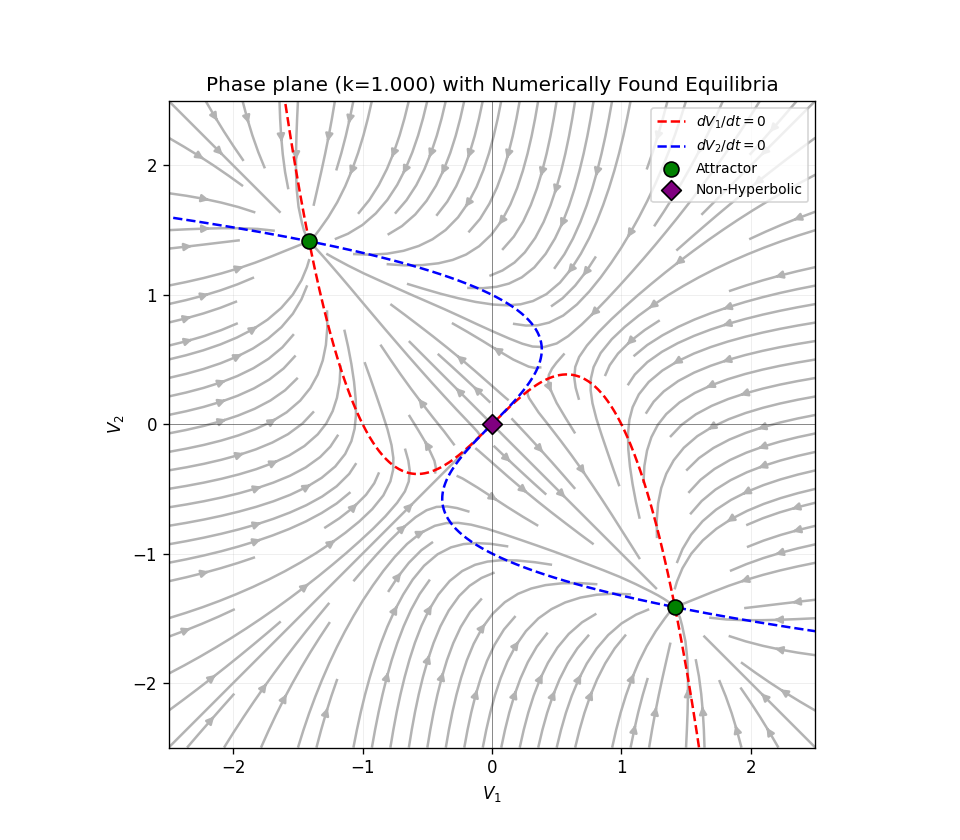 Phase plane (k=1.000) with Numerically Found Equilibria
dV₁/dt = 0
dV₂/dt = 0
Attractor
Non-Hyperbolic
2
1
0
−1
−2
V₂
−2 −1 0 1 2
V₁